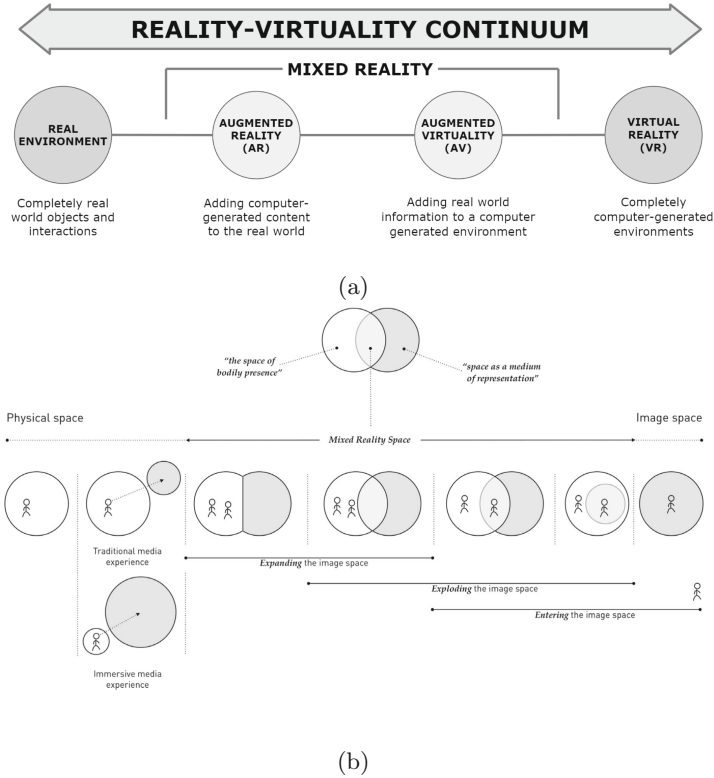 REALITY-VIRTUALITY CONTINUUM
MIXED REALITY
REAL
ENVIRONMENT
AUGMENTED
REALITY
(AR)
AUGMENTED
VIRTUALITY
(AV)
VIRTUAL
REALITY
(VR)
Completely real
world objects and
interactions
Adding computer-
generated content
to the real world
Adding real world
information to a computer
generated environment
Completely
computer-generated
environments
(a)
“the space of
bodily presence”
“space as a medium
of representation”
Physical space
Image space
Mixed Reality Space
Traditional media
experience
Expanding the image space
Exploding the image space
Entering the image space
Immersive media
experience
(b)